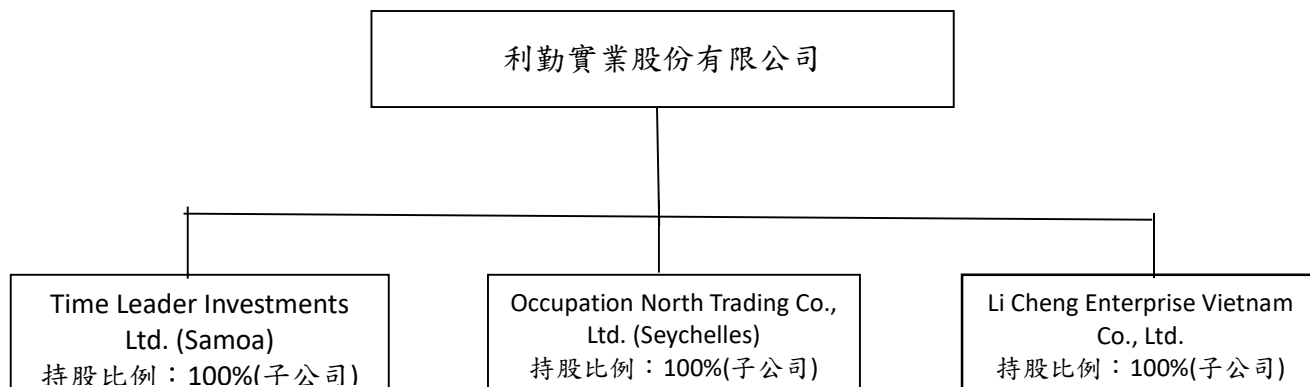 利勤實業股份有限公司
Time Leader Investments
Ltd. (Samoa)
持股比例：100%(子公司)
Occupation North Trading Co.,
Ltd. (Seychelles)
持股比例：100%(子公司)
Li Cheng Enterprise Vietnam
Co., Ltd.
持股比例：100%(子公司)